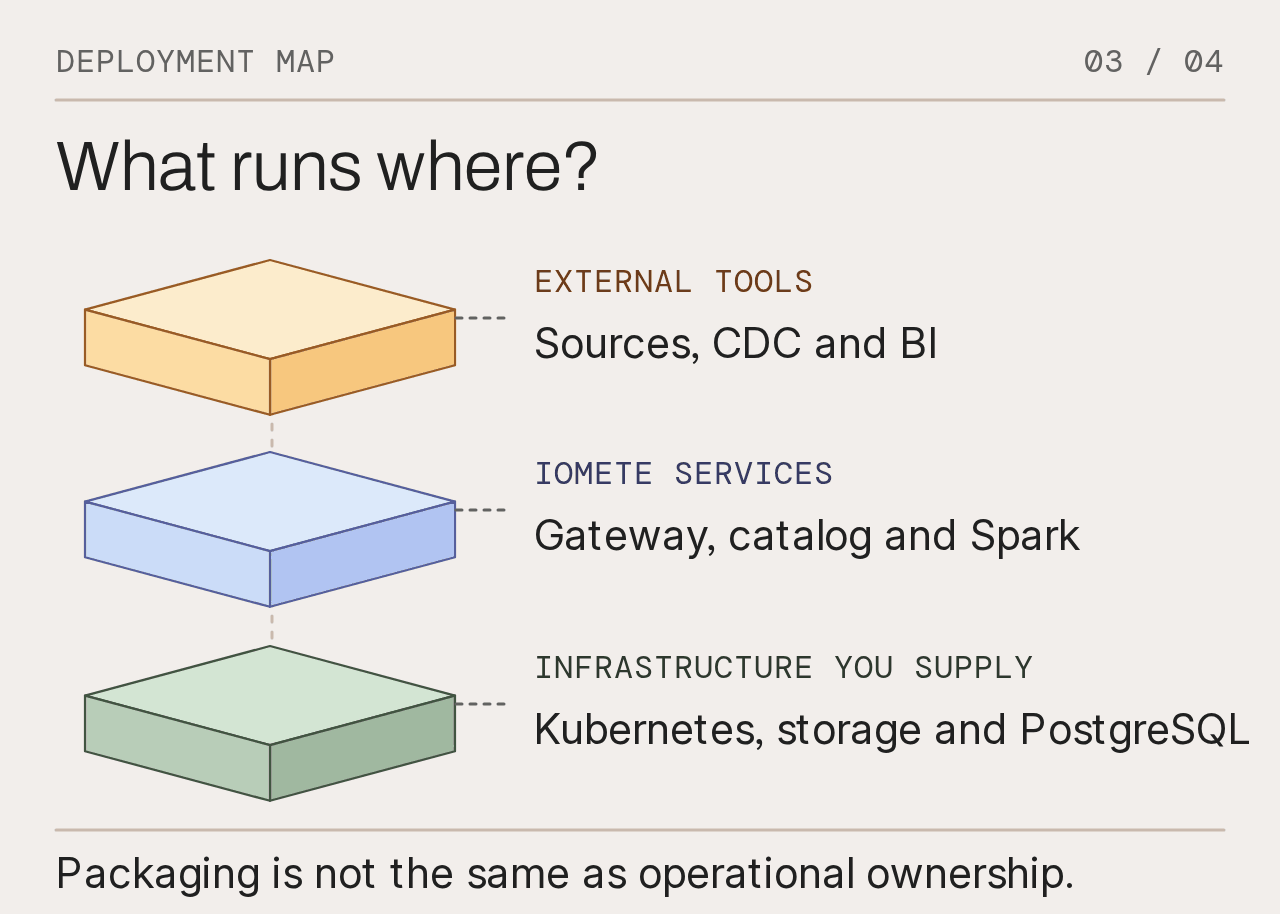 DEPLOYMENT MAP
03 / 04
What runs where?
EXTERNAL TOOLS
Sources, CDC and BI
IOMETE SERVICES
Gateway, catalog and Spark
INFRASTRUCTURE YOU SUPPLY
Kubernetes, storage and PostgreSQL
Packaging is not the same as operational ownership.